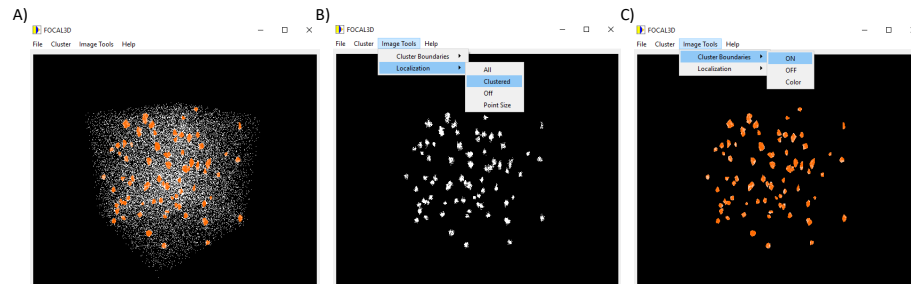 A)
FOCAL3D
File Cluster Image Tools Help
B)
FOCAL3D
File Cluster Image Tools Help
Cluster Boundaries
Localization
All
Clustered
Off
Point Size
C)
FOCAL3D
File Cluster Image Tools Help
Cluster Boundaries
Localization
ON
OFF
Color